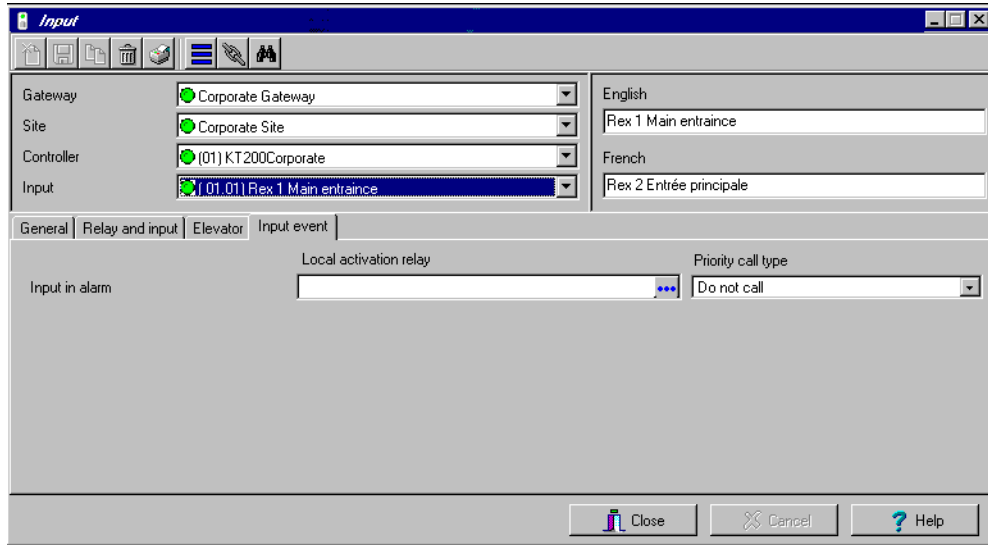 Input
Gateway
Corporate Gateway
Site
Corporate Site
Controller
(01) KT200Corporate
Input
( 01.01) Rex 1 Main entraince
English
Rex 1 Main entraince
French
Rex 2 Entrée principale
General
Relay and input
Elevator
Input event
Local activation relay
Priority call type
Input in alarm
Do not call
Close
Cancel
Help